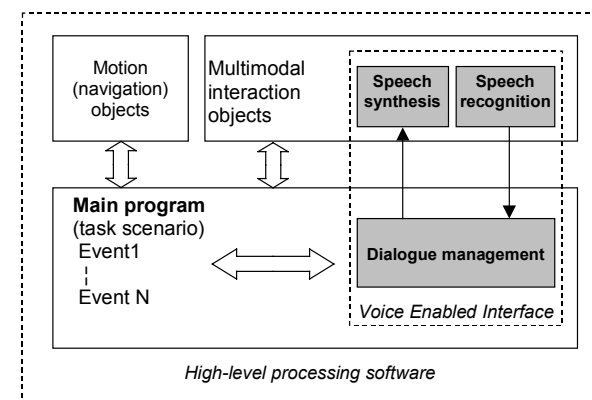 Motion
(navigation)
objects
Multimodal
interaction
objects
Speech
synthesis
Speech
recognition
Main program
(task scenario)
Event1
Event N
Dialogue management
Voice Enabled Interface
High-level processing software